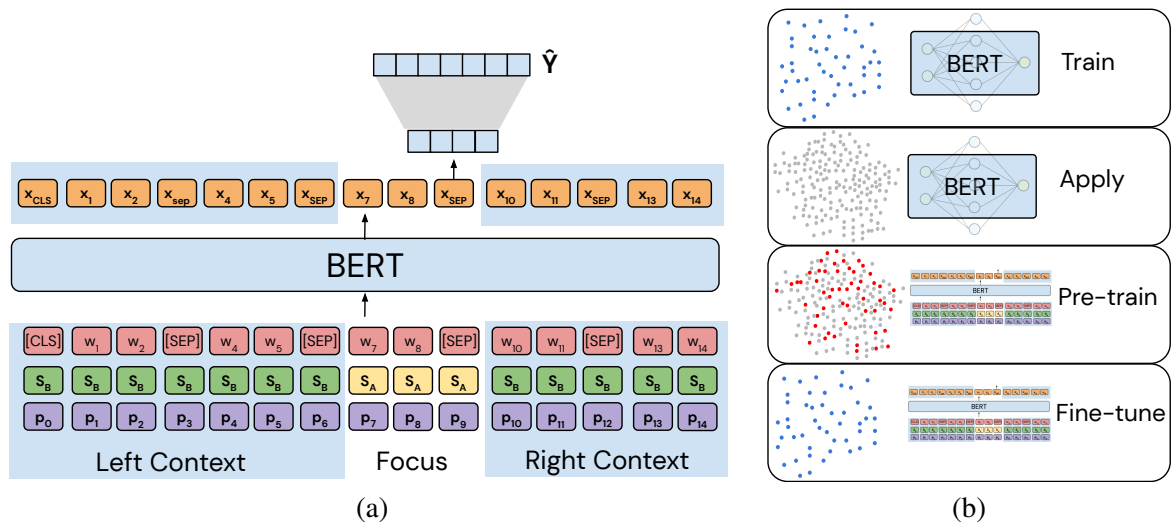 Ŷ
x_CLS x_1 x_2 x_sep x_4 x_5 x_SEP x_7 x_8 x_SEP x_10 x_11 x_SEP x_13 x_14
BERT
[CLS] w_1 w_2 [SEP] w_4 w_5 [SEP] w_7 w_8 [SEP] w_10 w_11 [SEP] w_13 w_14
S_B S_B S_B S_B S_B S_B S_B S_A S_A S_A S_B S_B S_B S_B S_B
p_0 p_1 p_2 p_3 p_4 p_5 p_6 p_7 p_8 p_9 p_10 p_11 p_12 p_13 p_14
Left Context Focus Right Context
(a)
BERT Train
BERT Apply
Pre-train
BERT
Fine-tune
BERT
(b)